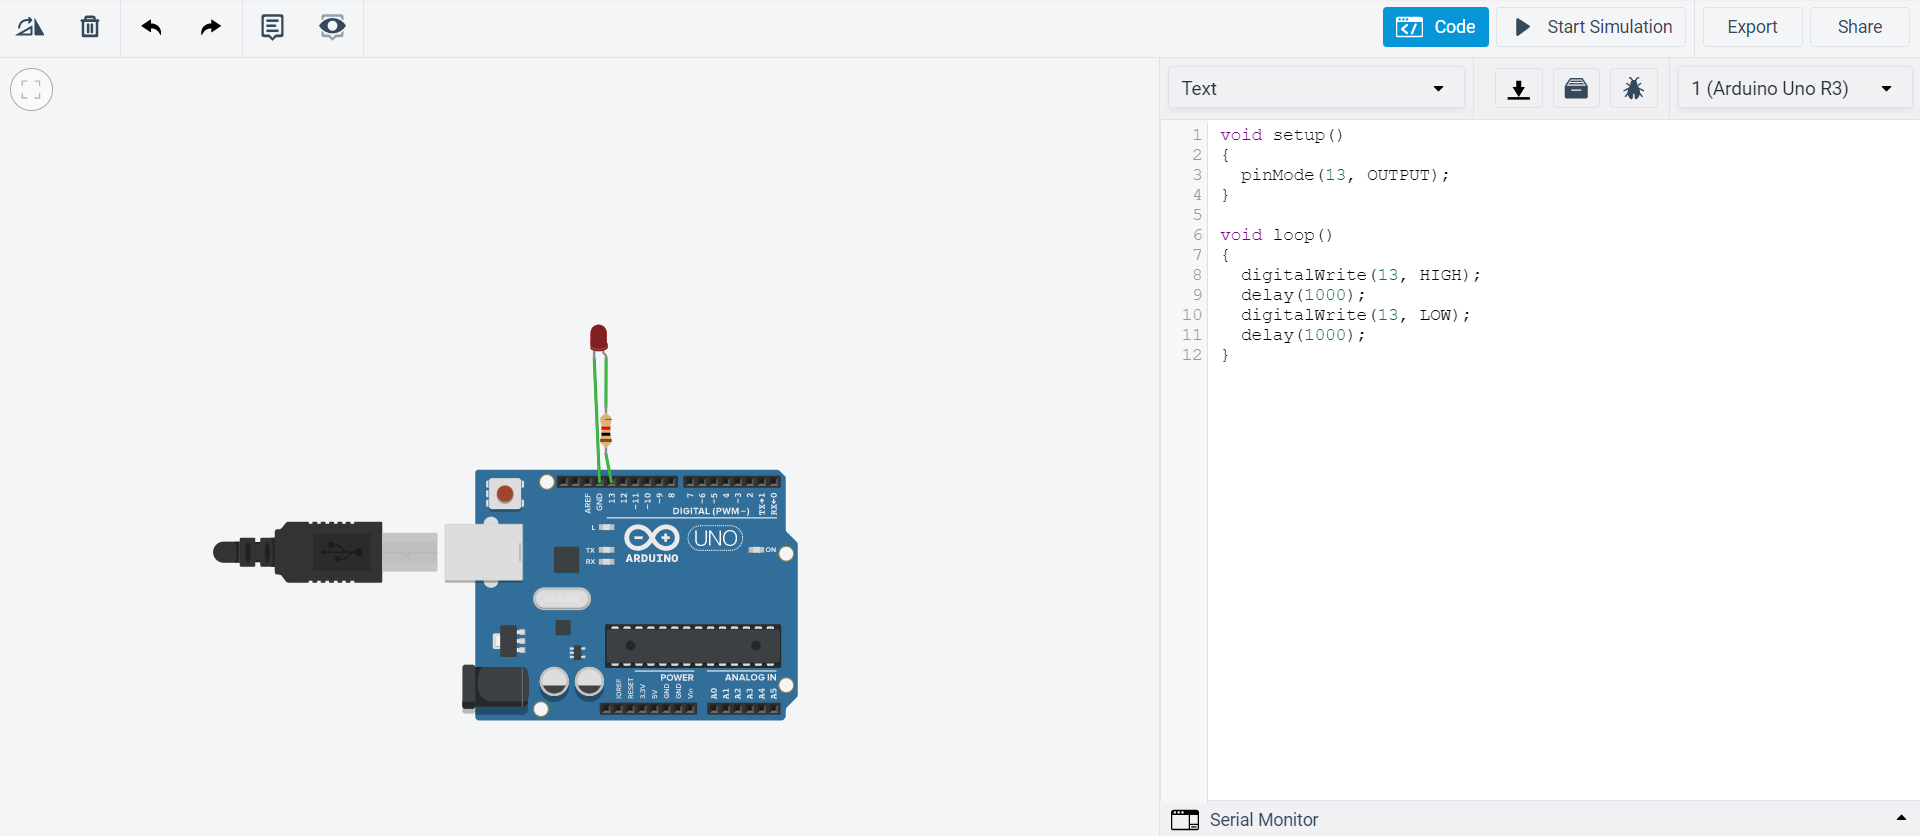 Code
Start Simulation
Export
Share
Text
1 (Arduino Uno R3)
1 void setup()
2 {
3 pinMode(13, OUTPUT);
4 }
5
6 void loop()
7 {
8 digitalWrite(13, HIGH);
9 delay(1000);
10 digitalWrite(13, LOW);
11 delay(1000);
12 }
AREF
GND
13
12
~11
~10
~9
8
7
~6
~5
4
~3
2
TX→1
RX←0
DIGITAL (PWM~)
L
TX
RX
ARDUINO
UNO
ON
POWER
ANALOG IN
IOREF
RESET
3.3V
5V
GND
GND
Vin
A0
A1
A2
A3
A4
A5
Serial Monitor